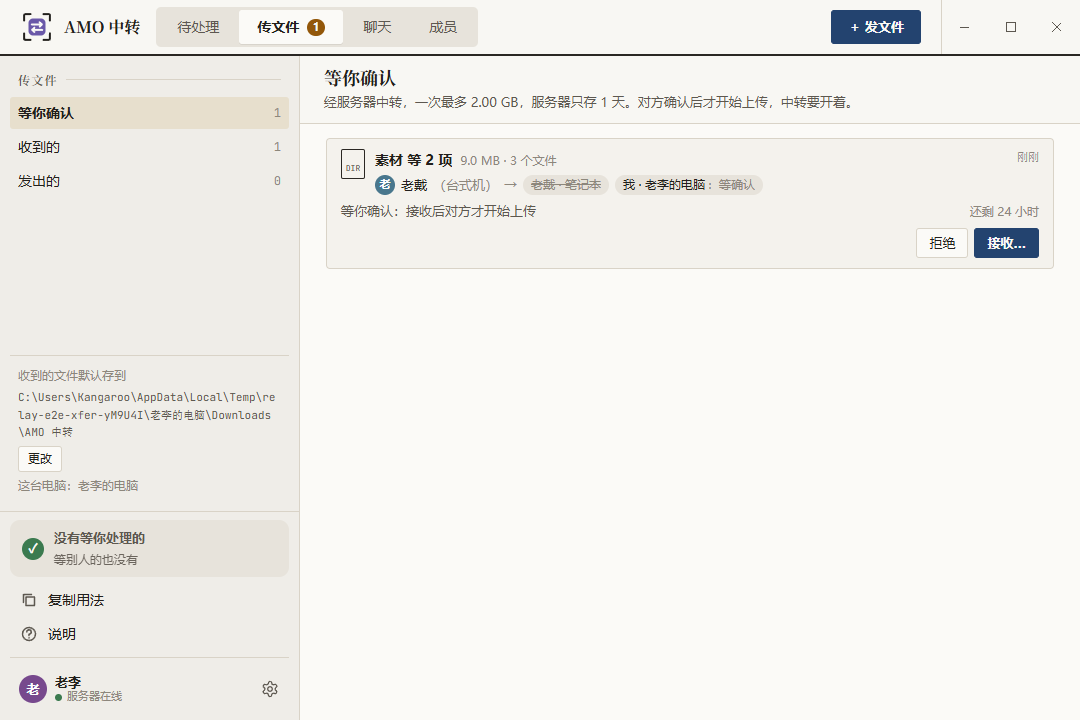 AMO 中转
待处理
传文件 1
聊天
成员
+ 发文件
传文件
等你确认 1
收到的 1
发出的 0
收到的文件默认存到
C:\Users\Kangaroo\AppData\Local\Temp\re
lay-e2e-xfer-yM9U4I\老李的电脑\Downloads
\AMO 中转
更改
这台电脑：老李的电脑
没有等你处理的
等别人的也没有
复制用法
说明
老 老李
服务器在线
等你确认
经服务器中转，一次最多 2.00 GB，服务器只存 1 天。对方确认后才开始上传，中转要开着。
DIR
素材 等 2 项 9.0 MB · 3 个文件 刚刚
老 老戴 （台式机） → 老戴 · 笔记本 我 · 老李的电脑： 等确认
等你确认：接收后对方才开始上传 还剩 24 小时
拒绝 接收...